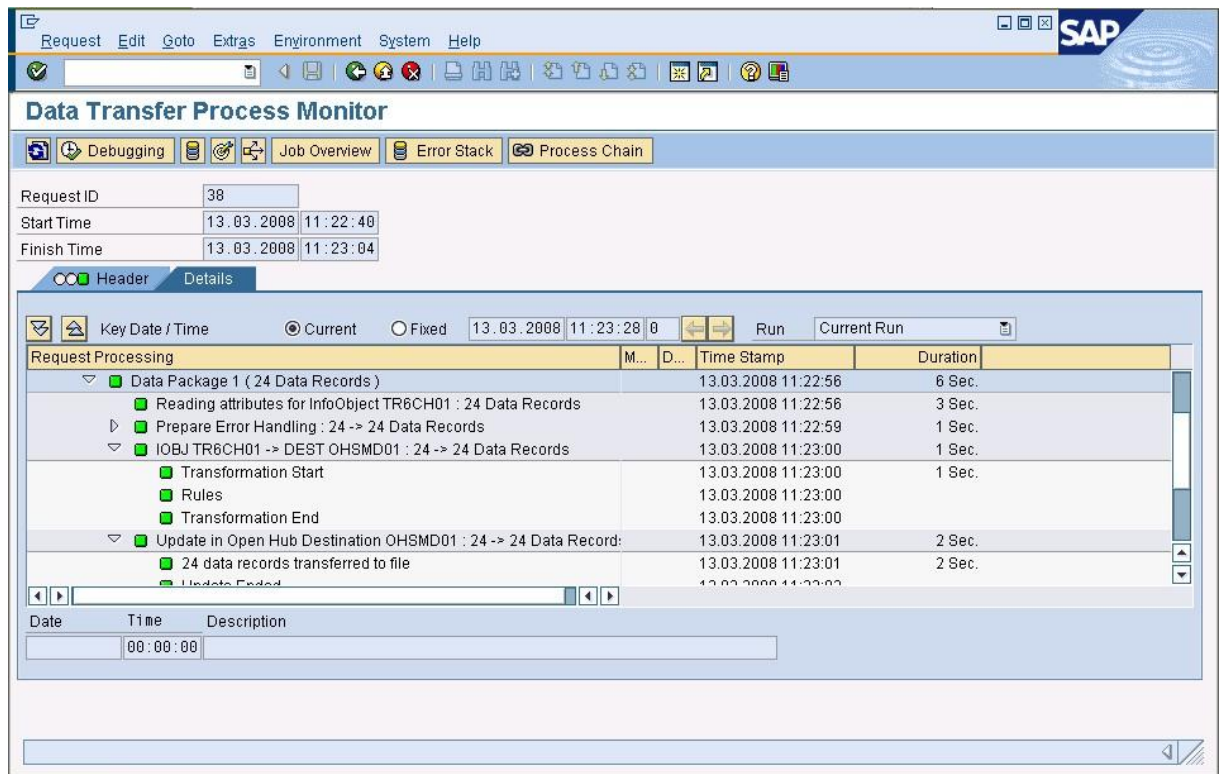 Request Edit Goto Extras Environment System Help
SAP
Data Transfer Process Monitor
Debugging Job Overview Error Stack Process Chain
Request ID 38
Start Time 13.03.2008 11:22:40
Finish Time 13.03.2008 11:23:04
Header Details
Key Date / Time Current Fixed 13.03.2008 11:23:28 0 Run Current Run
Request Processing M... D... Time Stamp Duration
Data Package 1 ( 24 Data Records ) 13.03.2008 11:22:56 6 Sec.
Reading attributes for InfoObject TR6CH01 : 24 Data Records 13.03.2008 11:22:56 3 Sec.
Prepare Error Handling : 24 -> 24 Data Records 13.03.2008 11:22:59 1 Sec.
IOBJ TR6CH01 -> DEST OHSMD01 : 24 -> 24 Data Records 13.03.2008 11:23:00 1 Sec.
Transformation Start 13.03.2008 11:23:00 1 Sec.
Rules 13.03.2008 11:23:00
Transformation End 13.03.2008 11:23:00
Update in Open Hub Destination OHSMD01 : 24 -> 24 Data Record 13.03.2008 11:23:01 2 Sec.
24 data records transferred to file 13.03.2008 11:23:01 2 Sec.
Update Ended
Date Time Description
00:00:00